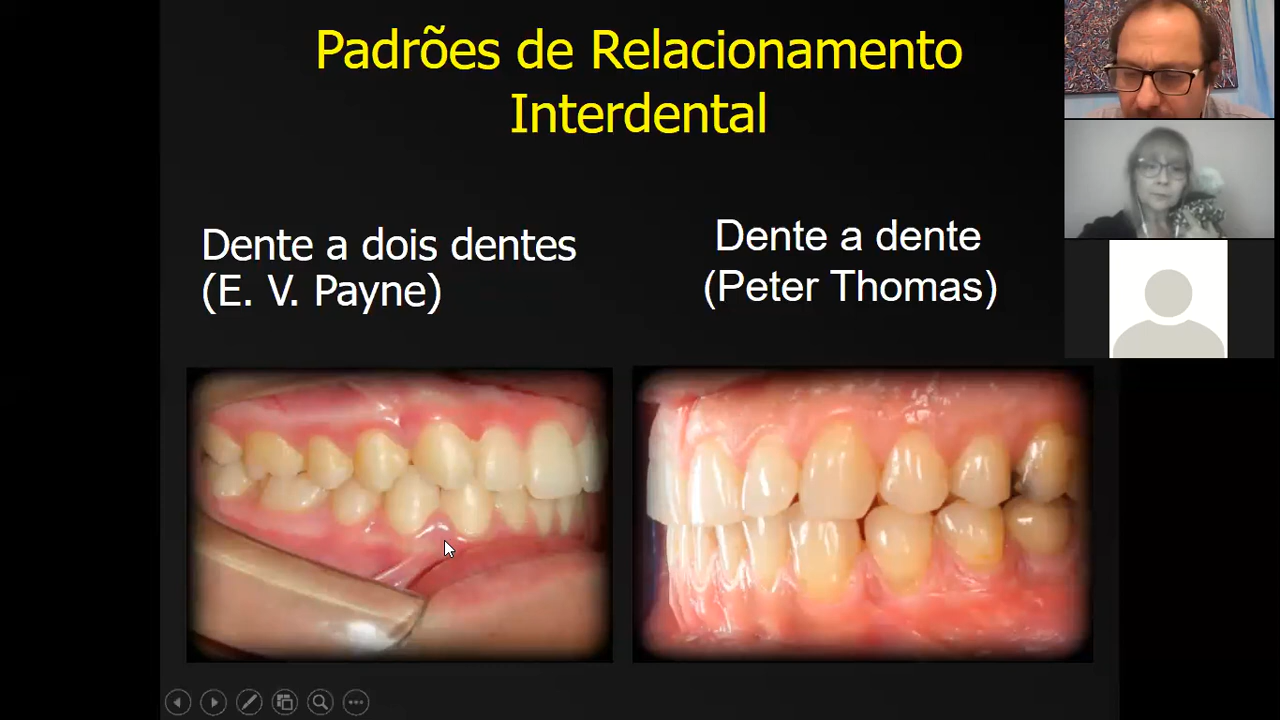 Padrões de Relacionamento
Interdental
Dente a dois dentes
(E. V. Payne)
Dente a dente
(Peter Thomas)